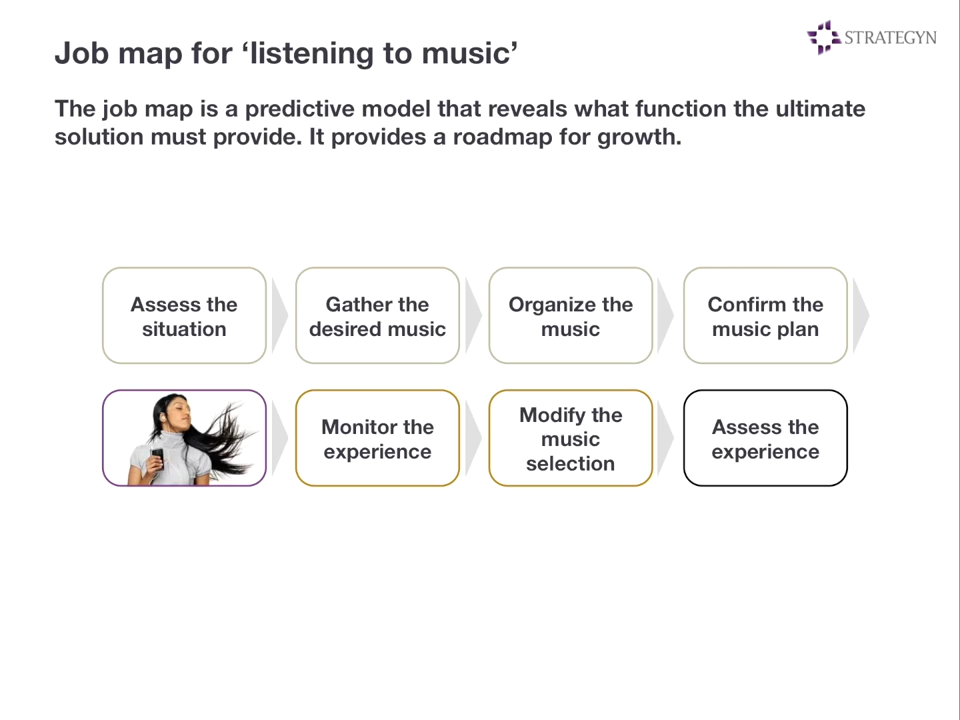 STRATEGYN
Job map for ‘listening to music’
The job map is a predictive model that reveals what function the ultimate
solution must provide. It provides a roadmap for growth.
Assess the
situation
Gather the
desired music
Organize the
music
Confirm the
music plan
Monitor the
experience
Modify the
music
selection
Assess the
experience